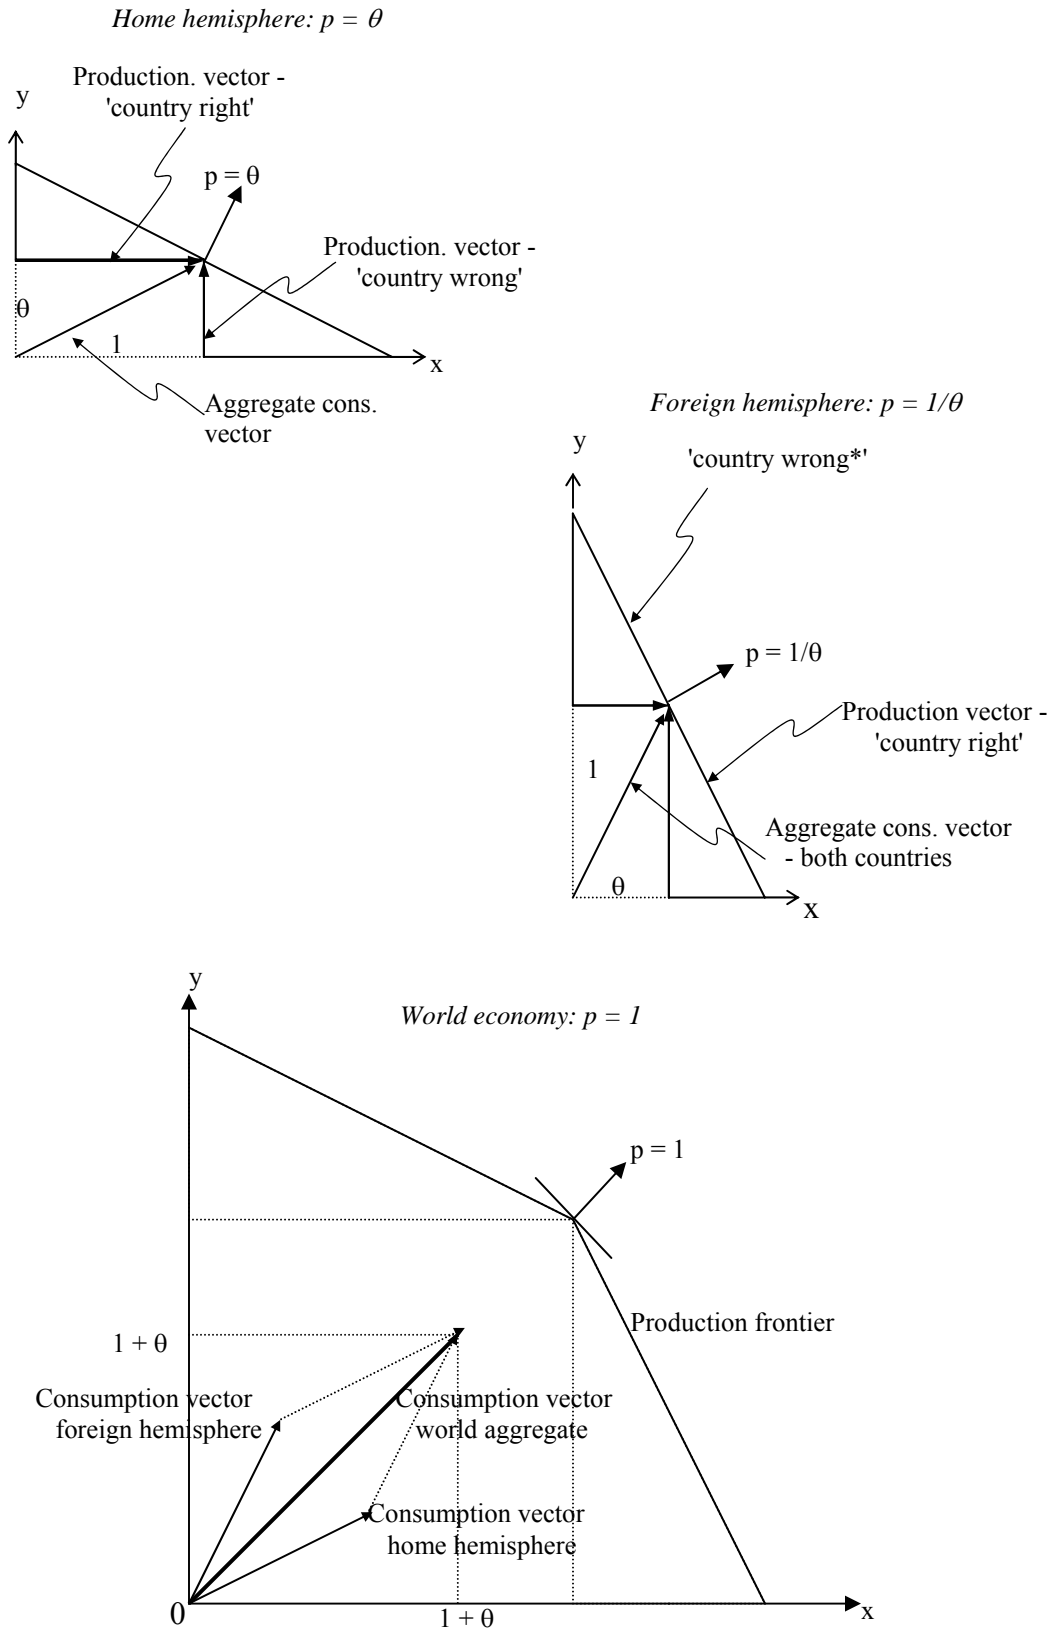 Home hemisphere: p = θ
Production. vector -
'country right'
y
p = θ
Production. vector -
'country wrong'
θ
1
x
Aggregate cons.
vector
Foreign hemisphere: p = 1/θ
y
'country wrong*'
p = 1/θ
Production vector -
'country right'
1
Aggregate cons. vector
- both countries
θ
x
y
World economy: p = 1
p = 1
Production frontier
1 + θ
Consumption vector
foreign hemisphere
Consumption vector
world aggregate
Consumption vector
home hemisphere
0
1 + θ
x